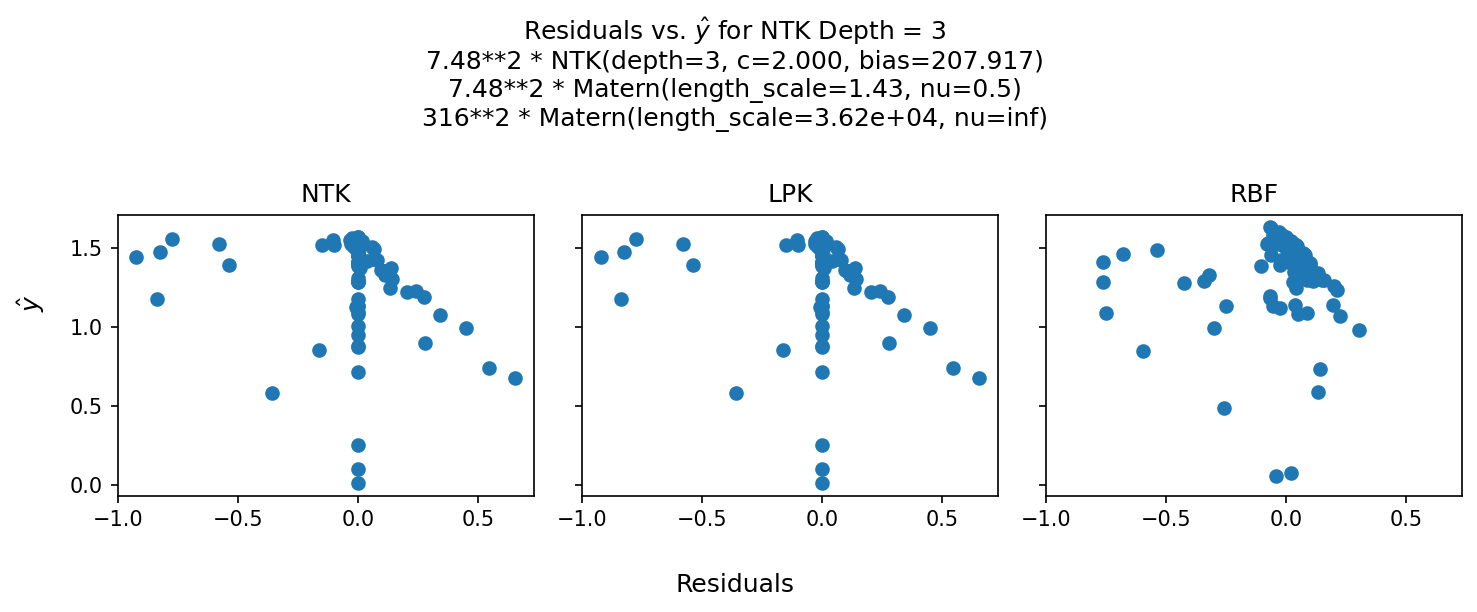 Residuals vs. ŷ for NTK Depth = 3
7.48**2 * NTK(depth=3, c=2.000, bias=207.917)
7.48**2 * Matern(length_scale=1.43, nu=0.5)
316**2 * Matern(length_scale=3.62e+04, nu=inf)
NTK LPK RBF
ŷ
1.5
1.0
0.5
0.0
−1.0 −0.5 0.0 0.5 −1.0 −0.5 0.0 0.5 −1.0 −0.5 0.0 0.5
Residuals